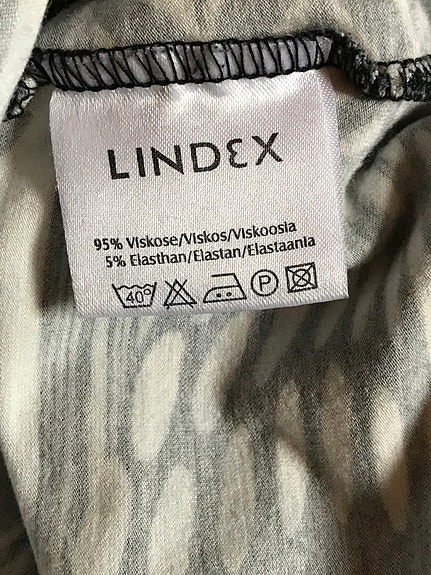 LINDEX
95% Viskose/Viskos/Viskoosia
5% Elasthan/Elastan/Elastaania
40° P